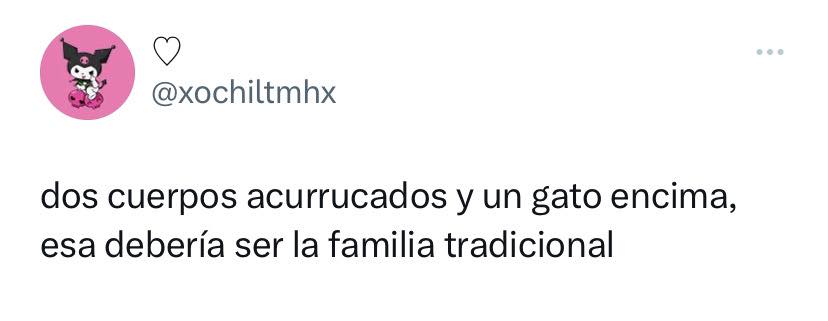 ♡
@xochiltmhx
dos cuerpos acurrucados y un gato encima,
esa debería ser la familia tradicional